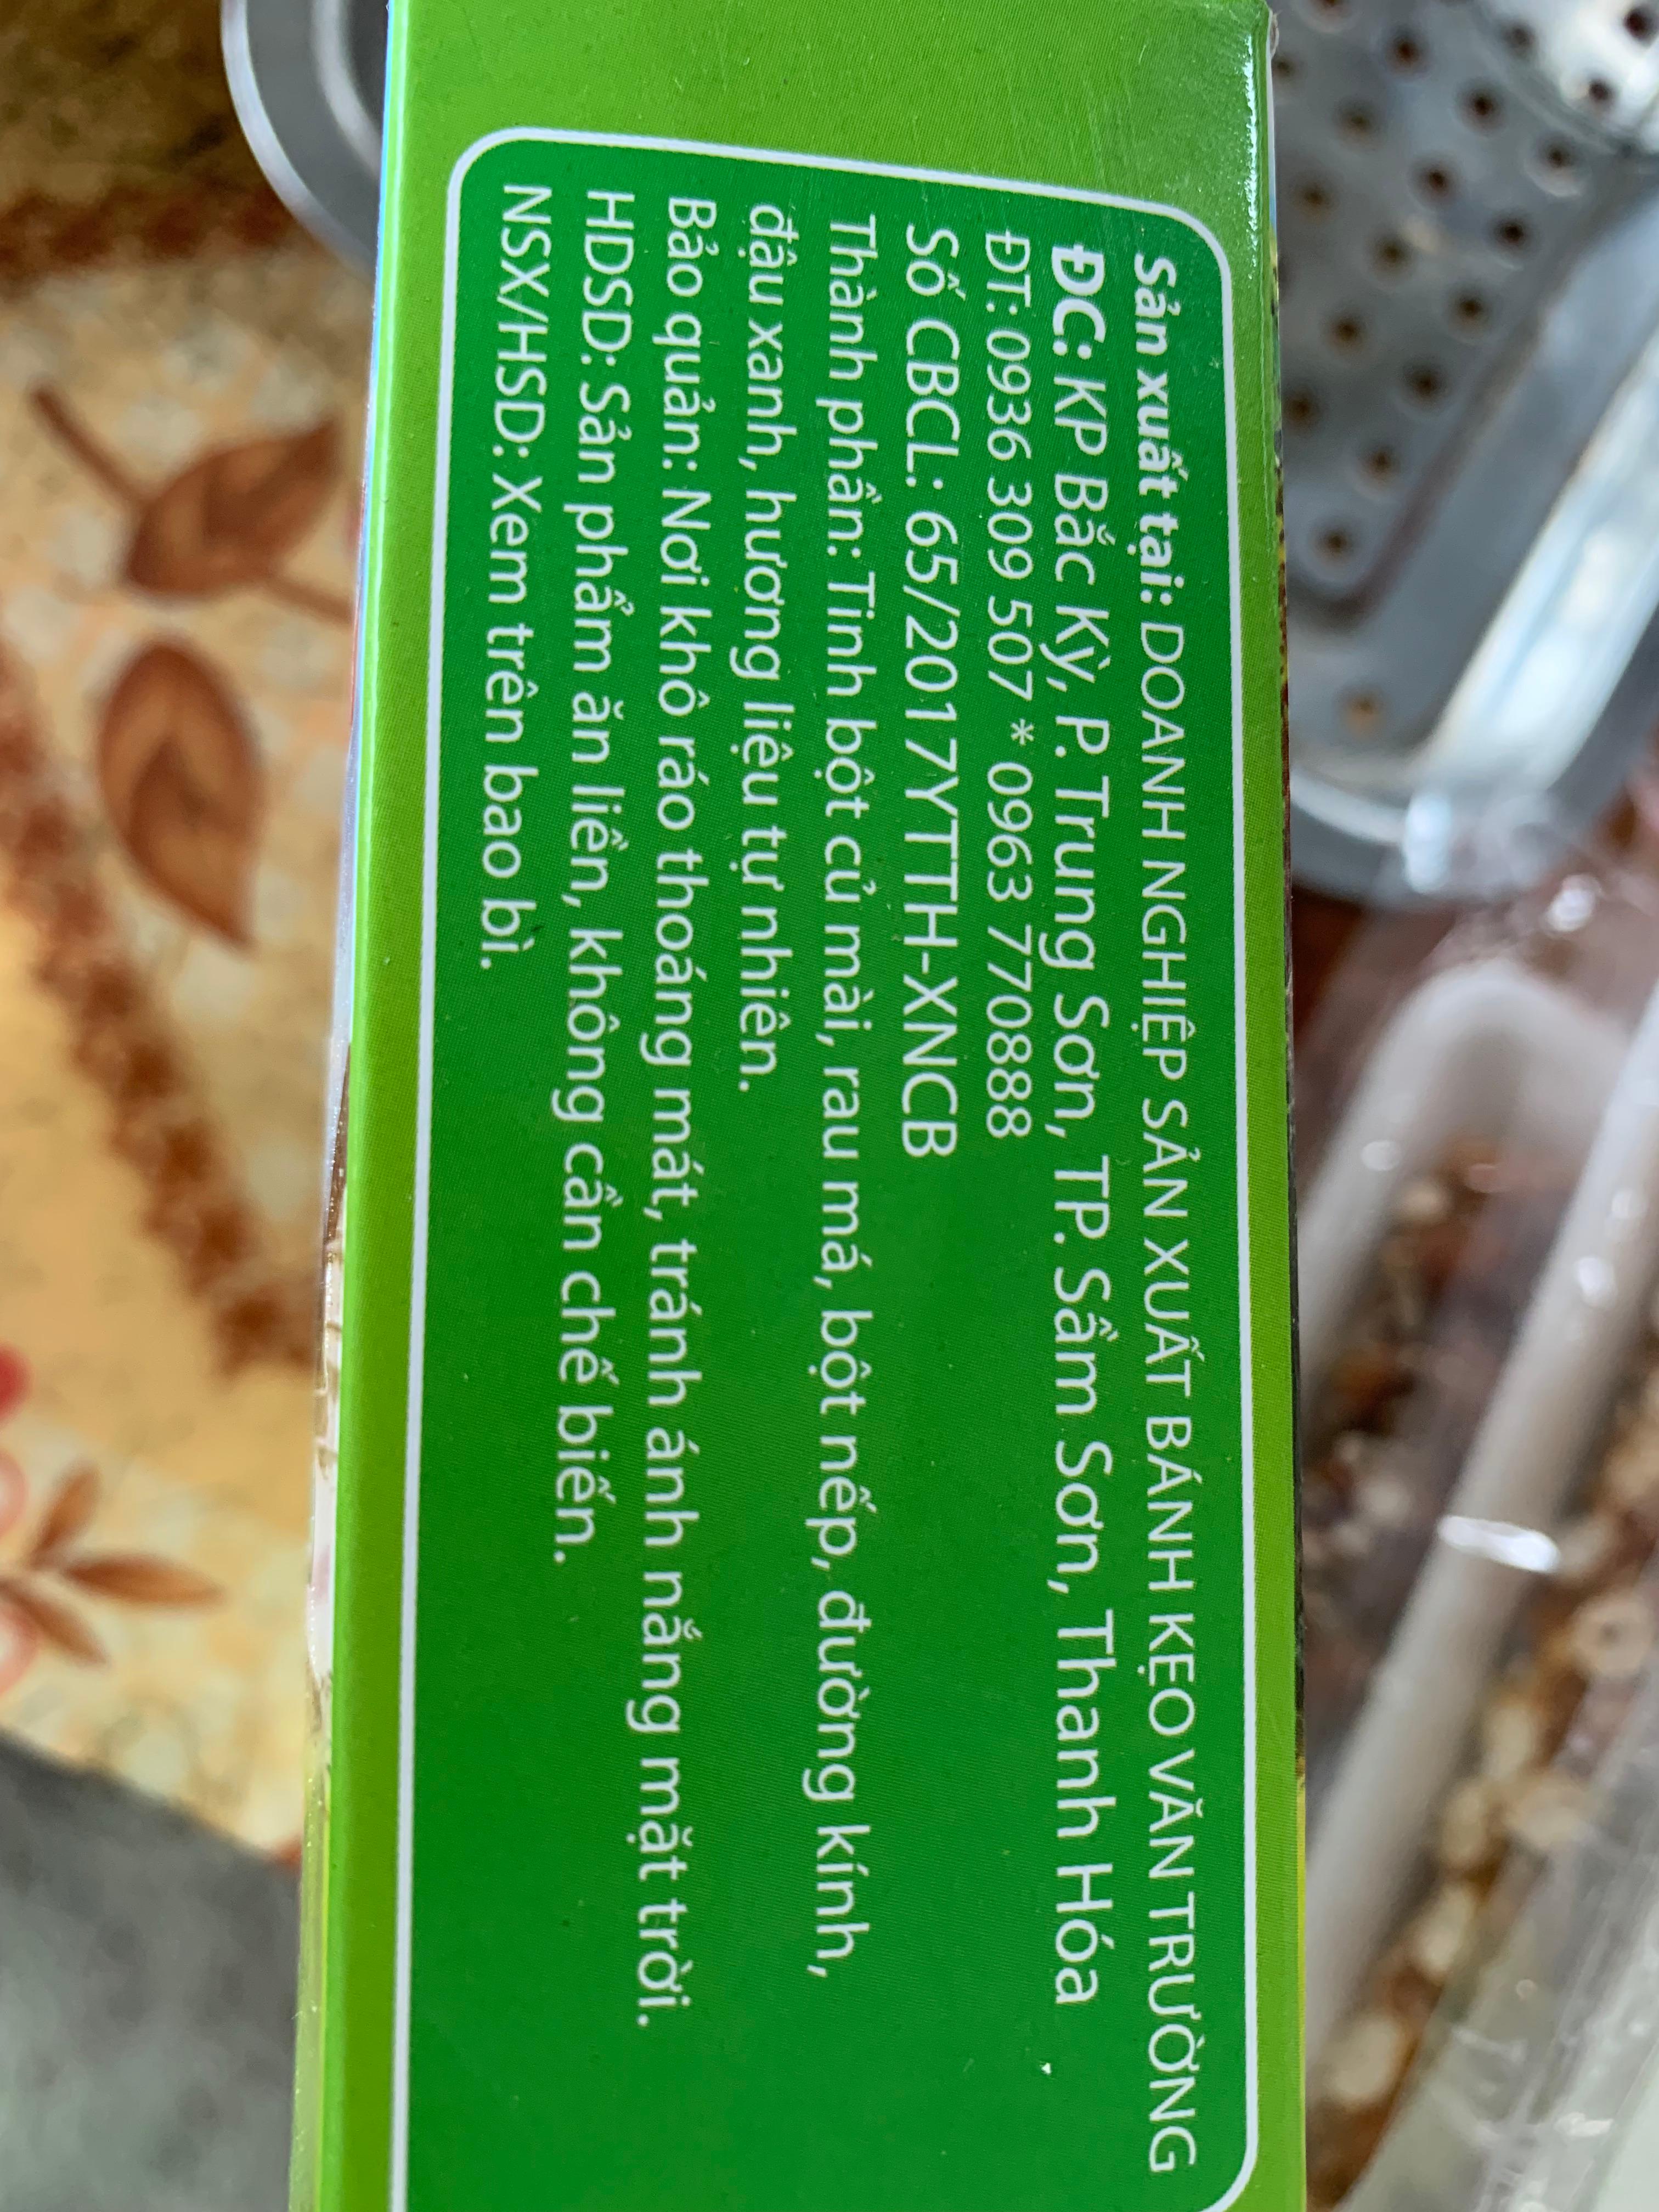 Sản xuất tại: DOANH NGHIỆP SẢN XUẤT BÁNH KẸO VĂN TRƯỜNG
ĐC: KP Bắc Kỳ, P. Trung Sơn, TP. Sầm Sơn, Thanh Hóa
ĐT: 0936 309 507 * 0963 770888
Số CBCL: 65/2017YTTH-XNCB
Thành phần: Tinh bột củ mài, rau má, bột nếp, đường kính,
đậu xanh, hương liệu tự nhiên.
Bảo quản: Nơi khô ráo thoáng mát, tránh ánh nắng mặt trời.
HDSD: Sản phẩm ăn liền, không cần chế biến.
NSX/HSD: Xem trên bao bì.